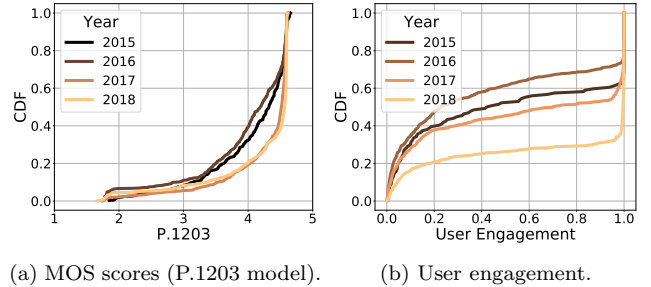 CDF
1.0
0.8
0.6
0.4
0.2
0.0
Year
2015
2016
2017
2018
1 2 3 4 5
P.1203
CDF
1.0
0.8
0.6
0.4
0.2
0.0
Year
2015
2016
2017
2018
0.0 0.2 0.4 0.6 0.8 1.0
User Engagement
(a) MOS scores (P.1203 model).
(b) User engagement.